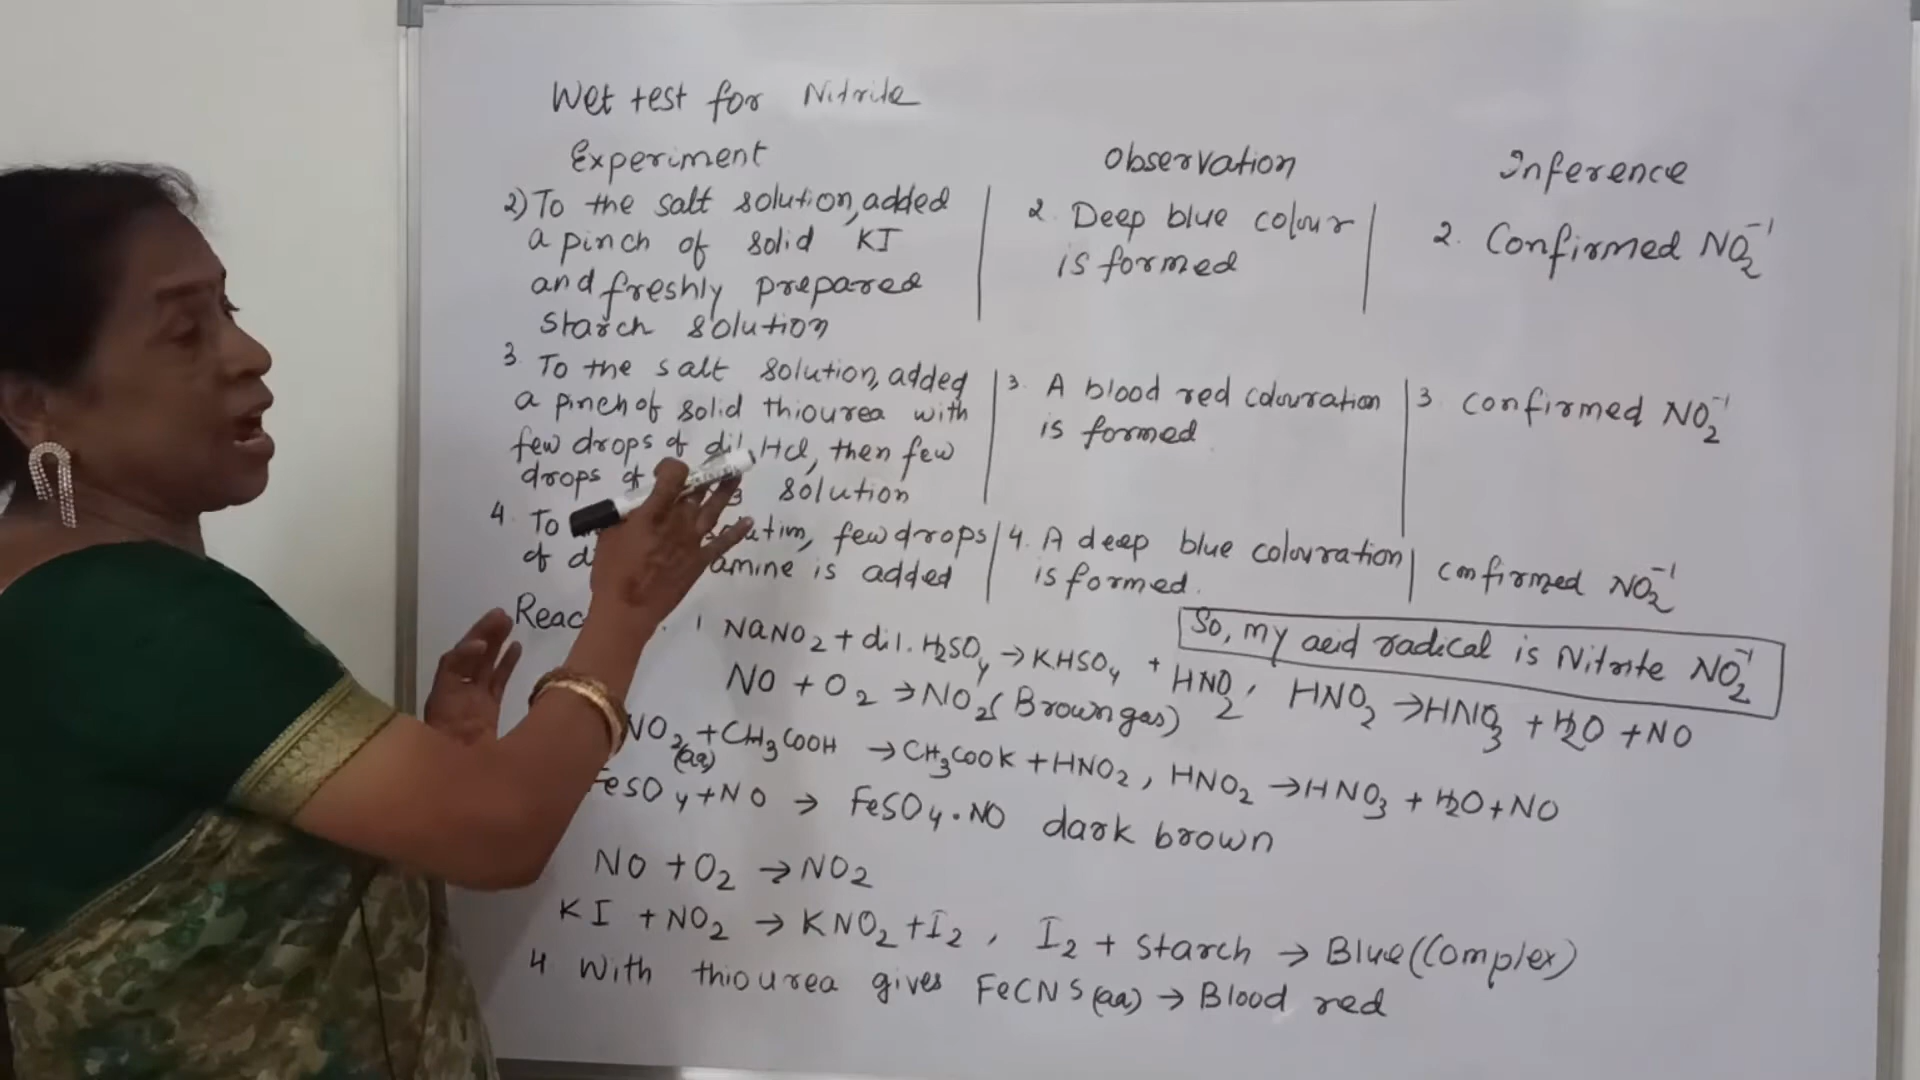 Wet test for Nitrite
Experiment
Observation
Inference
2) To the salt solution, added
a pinch of solid KI
and freshly prepared
starch solution
2. Deep blue colour
is formed
2. Confirmed NO₂⁻¹
3. To the salt solution, added
a pinch of solid thiourea with
few drops of dil. HCl, then few
drops of 3 solution
3. A blood red colouration
is formed
3 confirmed NO₂⁻¹
4. To few drops
of amine is added
4. A deep blue colouration
is formed.
confirmed NO₂⁻¹
So, my acid radical is Nitrite NO₂⁻¹
1 NaNO₂ + dil. H₂SO₄ → KHSO₄ + HNO₂, HNO₂ → HNO₃ + H₂O + NO
NO + O₂ → NO₂ (Brown gas)
NO₂ (aq) + CH₃COOH → CH₃COOK + HNO₂, HNO₂ → HNO₃ + H₂O + NO
FeSO₄ + NO → FeSO₄.NO dark brown
NO + O₂ → NO₂
KI + NO₂ → KNO₂ + I₂, I₂ + Starch → Blue (Complex)
4 With thiourea gives FeCNS (aq) → Blood red